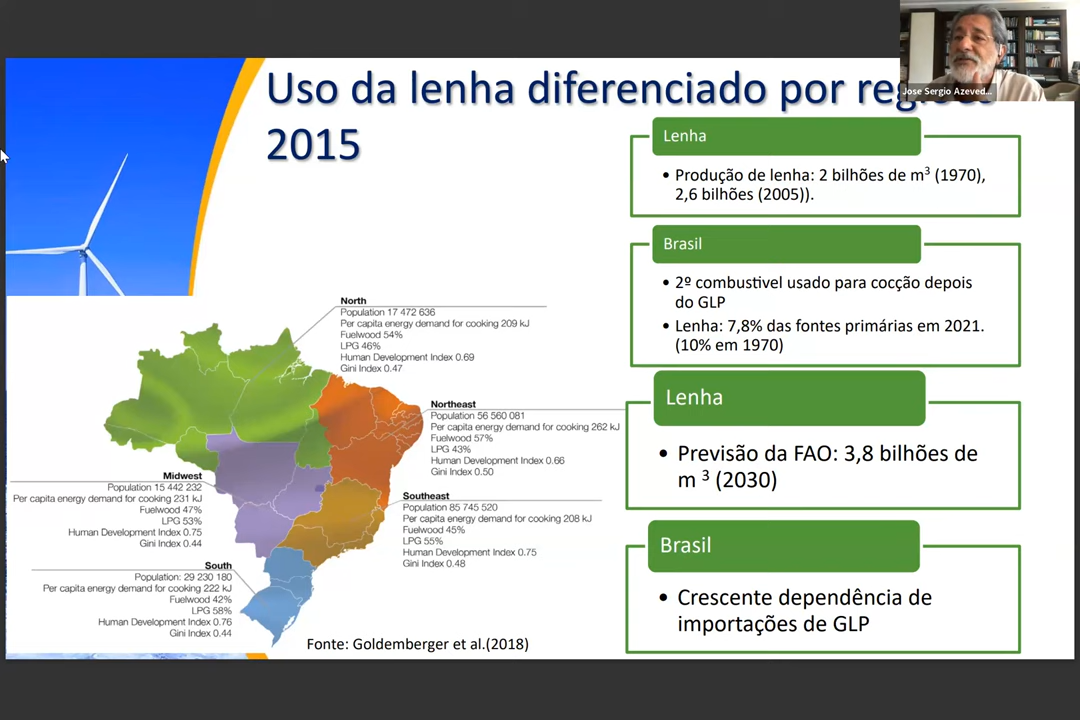 Uso da lenha diferenciado por
2015
Jose Sergio Azeved...
Lenha
• Produção de lenha: 2 bilhões de m³ (1970),
2,6 bilhões (2005)).
Brasil
• 2º combustível usado para cocção depois
do GLP
• Lenha: 7,8% das fontes primárias em 2021.
(10% em 1970)
Lenha
• Previsão da FAO: 3,8 bilhões de
m ³ (2030)
Brasil
• Crescente dependência de
importações de GLP
North
Population 17 472 636
Per capita energy demand for cooking 209 kJ
Fuelwood 54%
LPG 46%
Human Development Index 0.69
Gini Index 0.47
Northeast
Population 56 560 081
Per capita energy demand for cooking 262 kJ
Fuelwood 57%
LPG 43%
Human Development Index 0.66
Gini Index 0.50
Midwest
Population 15 442 232
Per capita energy demand for cooking 231 kJ
Fuelwood 47%
LPG 53%
Human Development Index 0.75
Gini Index 0.44
Southeast
Population 85 745 520
Per capita energy demand for cooking 208 kJ
Fuelwood 45%
LPG 55%
Human Development Index 0.75
Gini Index 0.48
South
Population: 29 230 180
Per capita energy demand for cooking 222 kJ
Fuelwood 42%
LPG 58%
Human Development Index 0.76
Gini Index 0.44
Fonte: Goldemberger et al.(2018)